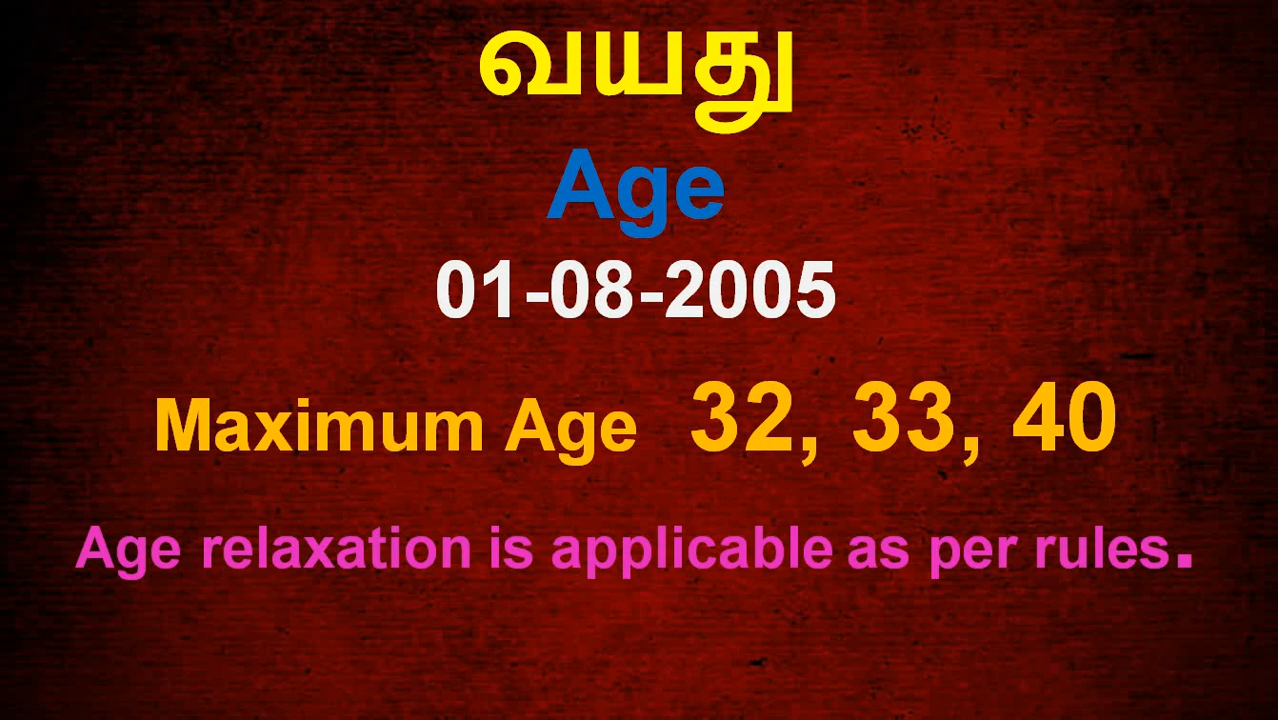 வயது
Age
01-08-2005
Maximum Age 32, 33, 40
Age relaxation is applicable as per rules.